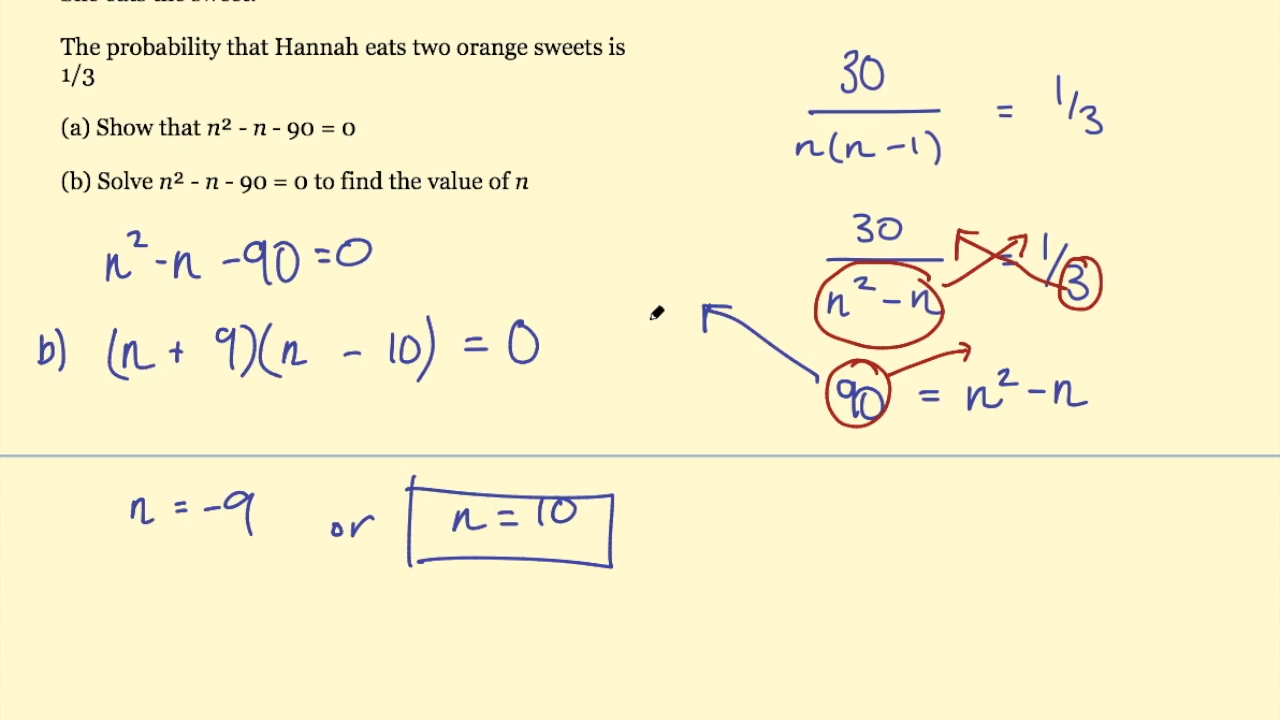 The probability that Hannah eats two orange sweets is
1/3
(a) Show that n² - n - 90 = 0
(b) Solve n² - n - 90 = 0 to find the value of n
n² - n - 90 = 0
b) (n + 9)(n - 10) = 0
n = -9 or n = 10
30
n(n - 1)
= 1/3
30
n² - n
= 1/3
90 = n² - n